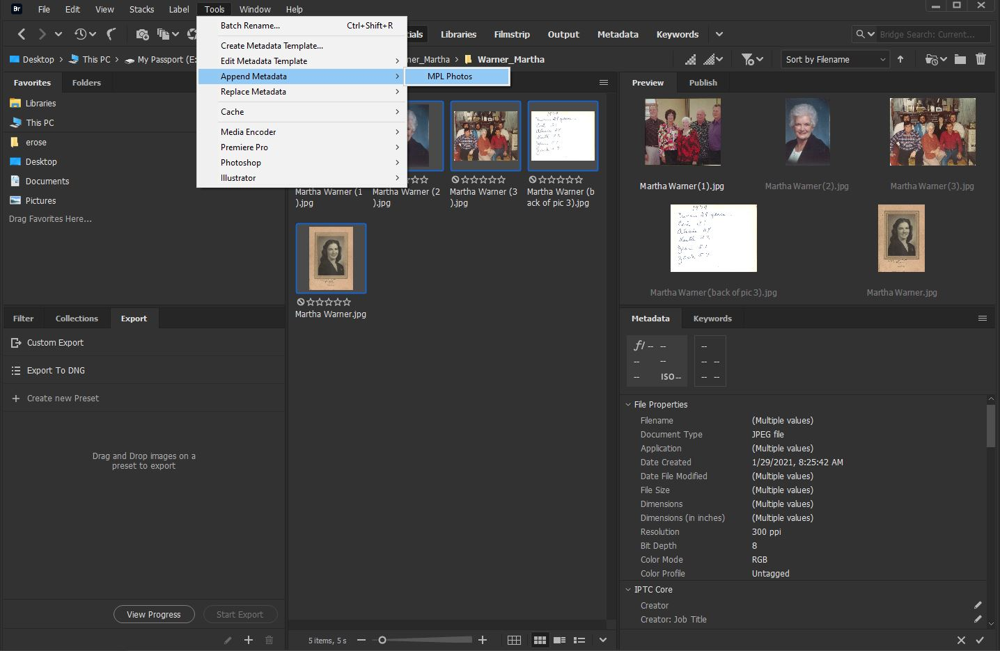 Br File Edit View Stacks Label Tools Window Help
Libraries Filmstrip Output Metadata Keywords Bridge Search: Current...
Desktop This PC My Passport (E: ner_Martha Warner_Martha Sort by Filename
Batch Rename... Ctrl+Shift+R
Create Metadata Template...
Edit Metadata Template
Append Metadata
MPL Photos
Replace Metadata
Cache
Media Encoder
Premiere Pro
Photoshop
Illustrator
Favorites Folders
Libraries
This PC
erose
Desktop
Documents
Pictures
Drag Favorites Here...
Filter Collections Export
Custom Export
Export To DNG
Create new Preset
Drag and Drop images on a
preset to export
View Progress Start Export
1979
Martha Warner (1
).jpg
Martha Warner (2
).jpg
Martha Warner (3
).jpg
Martha Warner (b
ack of pic 3).jpg
Martha Warner.jpg
5 items, 5 s
Preview Publish
Martha Warner (1).jpg Martha Warner (2).jpg Martha Warner (3).jpg
1979
Martha Warner (back of pic 3).jpg Martha Warner.jpg
Metadata Keywords
f/ -- --
-- --
-- ISO --
--
-- --
-- --
File Properties
Filename (Multiple values)
Document Type JPEG file
Application (Multiple values)
Date Created 1/29/2021, 8:25:42 AM
Date File Modified (Multiple values)
File Size (Multiple values)
Dimensions (Multiple values)
Dimensions (in inches) (Multiple values)
Resolution 300 ppi
Bit Depth 8
Color Mode RGB
Color Profile Untagged
IPTC Core
Creator
Creator: Job Title